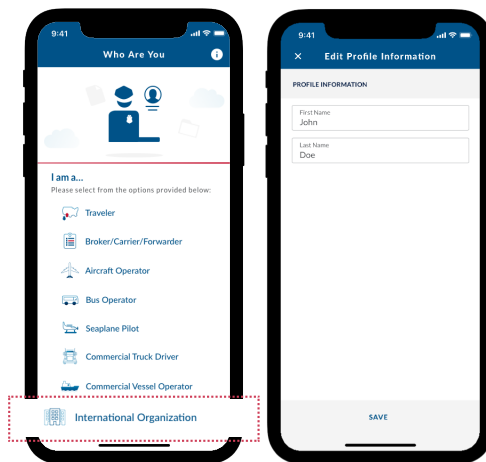 9:41
Who Are You
I am a...
Please select from the options provided below:
Traveler
Broker/Carrier/Forwarder
Aircraft Operator
Bus Operator
Seaplane Pilot
Commercial Truck Driver
Commercial Vessel Operator
International Organization
9:41
Edit Profile Information
PROFILE INFORMATION
First Name
John
Last Name
Doe
SAVE